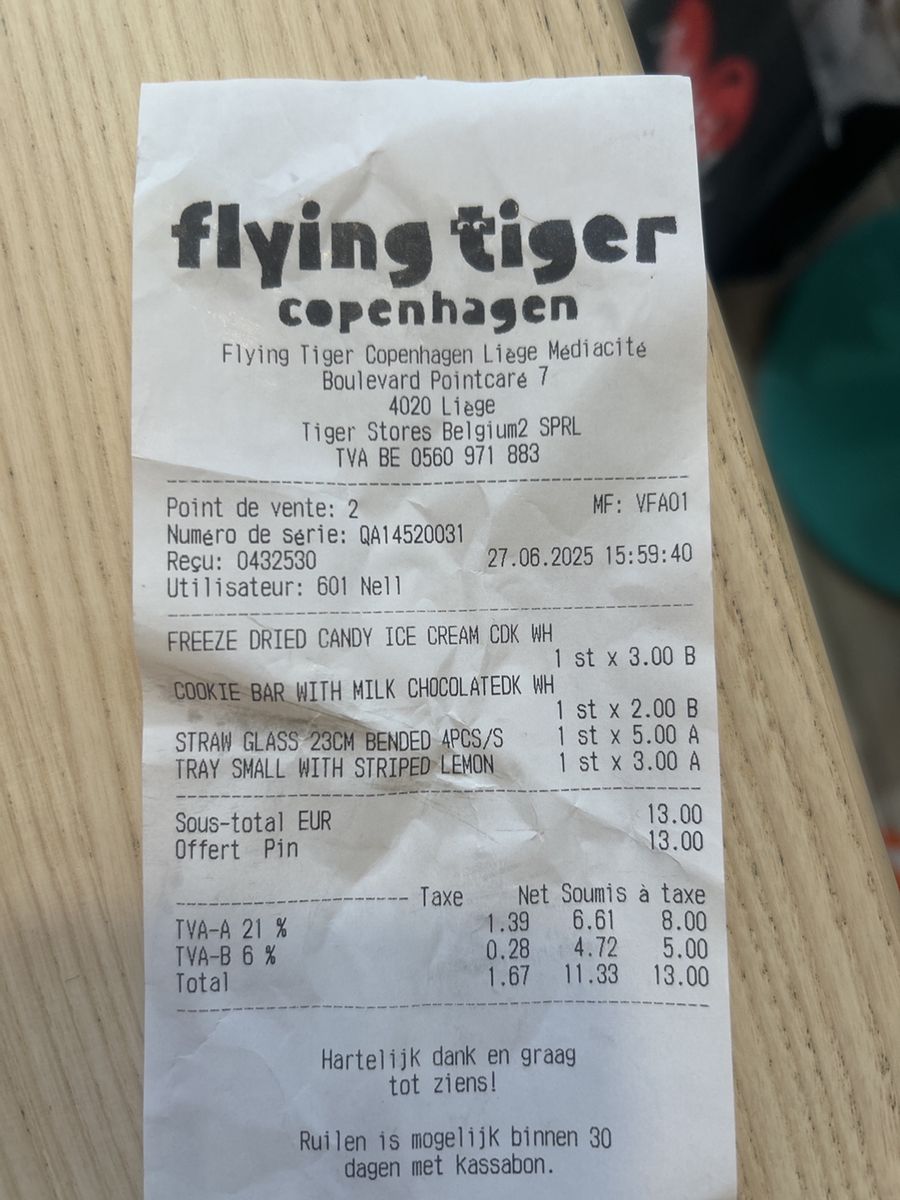 flying tiger
copenhagen
Flying Tiger Copenhagen Liège Médiacité
Boulevard Pointcaré 7
4020 Liège
Tiger Stores Belgium2 SPRL
TVA BE 0560 971 883
Point de vente: 2 MF: VFA01
Numéro de série: QA14520031
Reçu: 0432530 27.06.2025 15:59:40
Utilisateur: 601 Nell
FREEZE DRIED CANDY ICE CREAM CDK WH
1 st x 3.00 B
COOKIE BAR WITH MILK CHOCOLATEDK WH
1 st x 2.00 B
STRAW GLASS 23CM BENDED 4PCS/S 1 st x 5.00 A
TRAY SMALL WITH STRIPED LEMON 1 st x 3.00 A
Sous-total EUR 13.00
Offert Pin 13.00
Taxe Net Soumis à taxe
TVA-A 21 % 1.39 6.61 8.00
TVA-B 6 % 0.28 4.72 5.00
Total 1.67 11.33 13.00
Hartelijk dank en graag
tot ziens!
Ruilen is mogelijk binnen 30
dagen met kassabon.